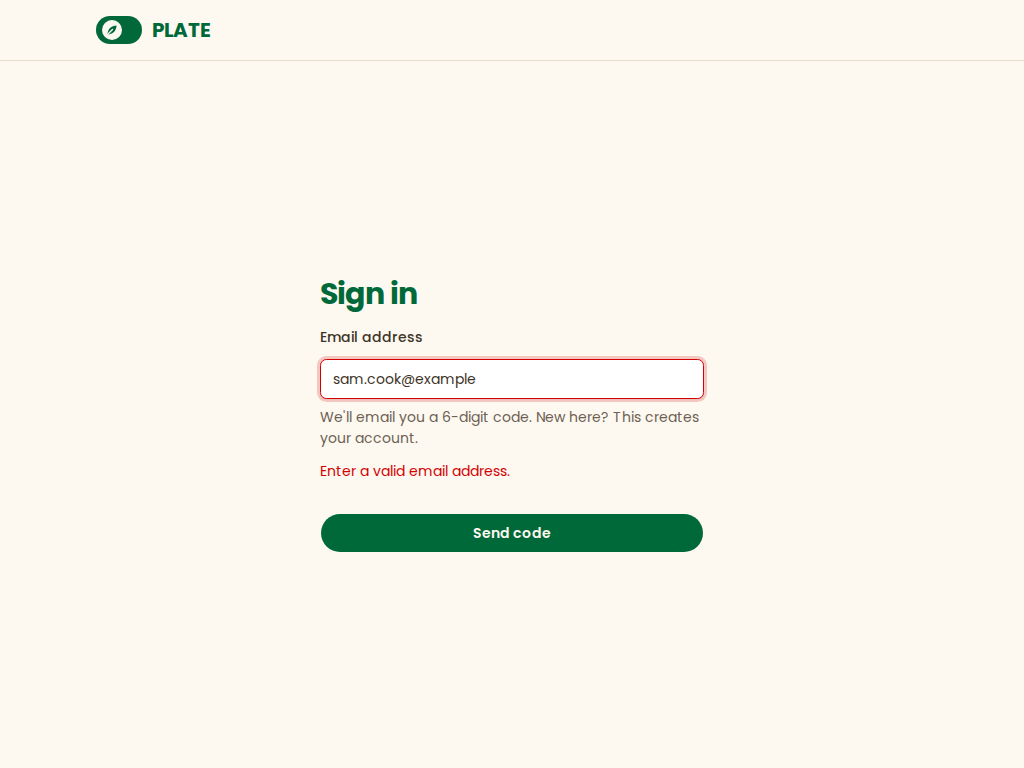 PLATE
Sign in
Email address
sam.cook@example
We'll email you a 6-digit code. New here? This creates
your account.
Enter a valid email address.
Send code